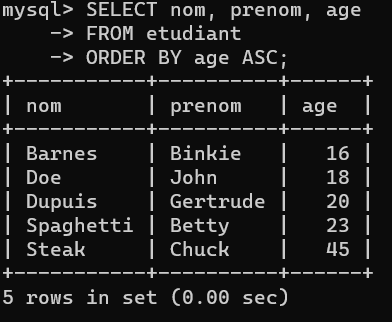 mysql> SELECT nom, prenom, age
    -> FROM etudiant
    -> ORDER BY age ASC;
+-----------+----------+------+
| nom       | prenom   | age  |
+-----------+----------+------+
| Barnes    | Binkie   |   16 |
| Doe       | John     |   18 |
| Dupuis    | Gertrude |   20 |
| Spaghetti | Betty    |   23 |
| Steak     | Chuck    |   45 |
+-----------+----------+------+
5 rows in set (0.00 sec)